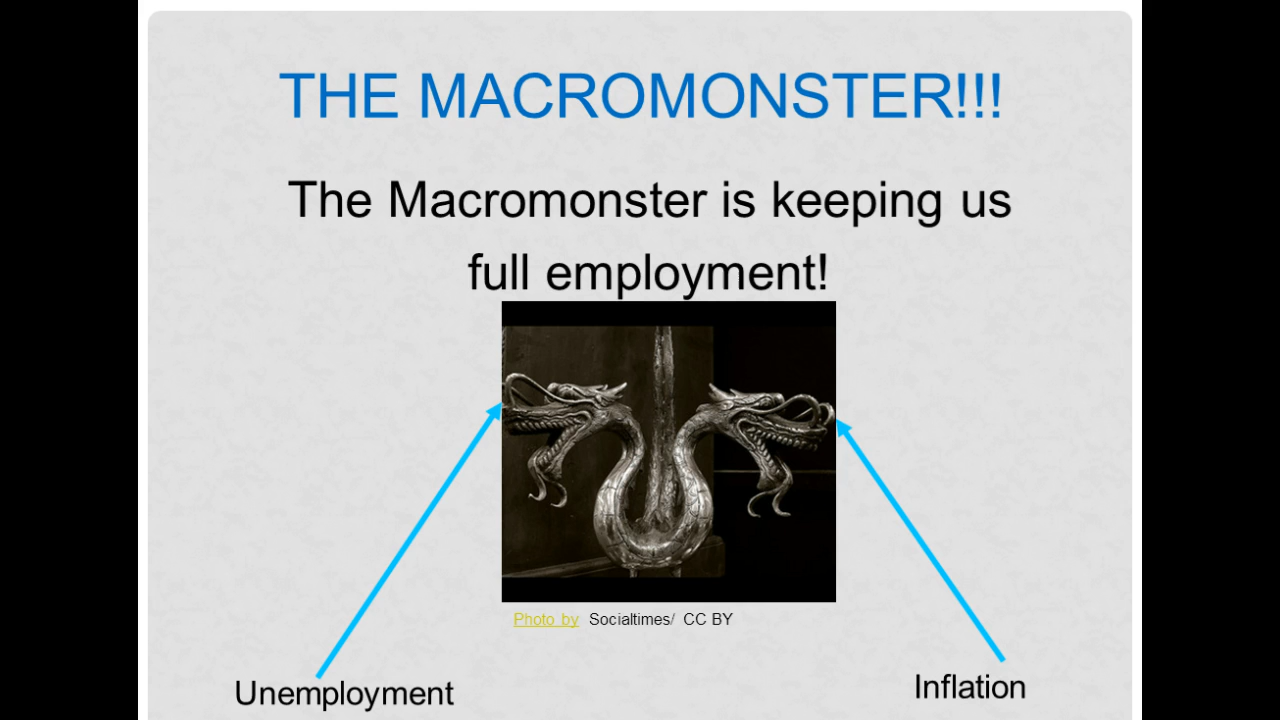 THE MACROMONSTER!!!
The Macromonster is keeping us
full employment!
Photo by Socialtimes/ CC BY
Unemployment
Inflation